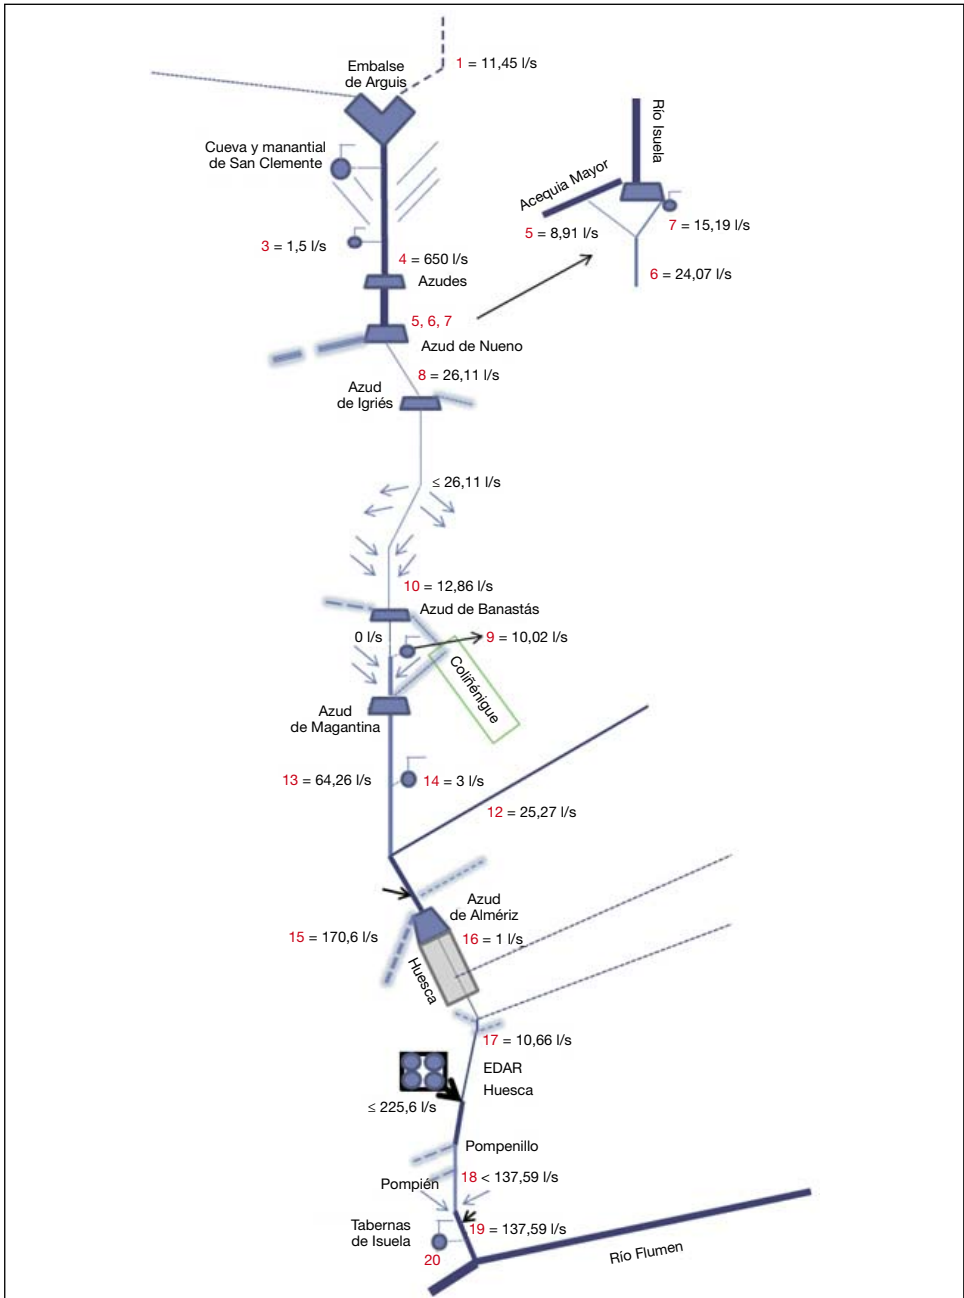 1 = 11,45 l/s
Embalse
de Arguis
Cueva y manantial
de San Clemente
Río Isuela
Acequia Mayor
5 = 8,91 l/s
7 = 15,19 l/s
6 = 24,07 l/s
3 = 1,5 l/s
4 = 650 l/s
Azudes
5, 6, 7
Azud de Nueno
8 = 26,11 l/s
Azud
de Igriés
≤ 26,11 l/s
10 = 12,86 l/s
Azud de Banastás
0 l/s
9 = 10,02 l/s
Coliñénigue
Azud
de Magantina
13 = 64,26 l/s
14 = 3 l/s
12 = 25,27 l/s
Azud
de Almériz
15 = 170,6 l/s
16 = 1 l/s
Huesca
17 = 10,66 l/s
EDAR
Huesca
≤ 225,6 l/s
Pompenillo
18 < 137,59 l/s
Pompién
Tabernas
de Isuela
19 = 137,59 l/s
20
Río Flumen